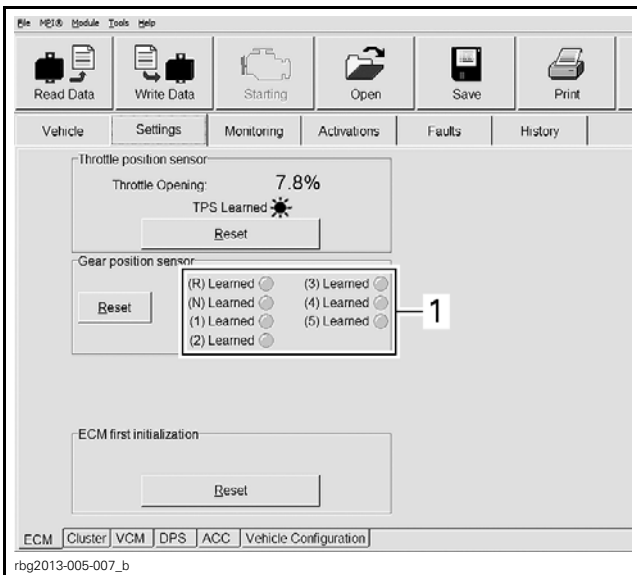 File MPI® Module Tools Help
Read Data Write Data Starting Open Save Print
Vehicle Settings Monitoring Activations Faults History
Throttle position sensor
Throttle Opening: 7.8%
TPS Learned
Reset
Gear position sensor
Reset
(R) Learned (3) Learned
(N) Learned (4) Learned
(1) Learned (5) Learned
(2) Learned
1
ECM first initialization
Reset
ECM Cluster VCM DPS ACC Vehicle Configuration
rbg2013-005-007_b